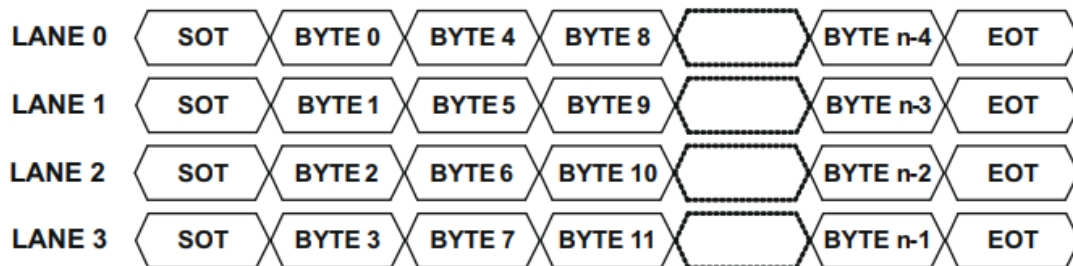 LANE 0 SOT BYTE 0 BYTE 4 BYTE 8 BYTE n-4 EOT
LANE 1 SOT BYTE 1 BYTE 5 BYTE 9 BYTE n-3 EOT
LANE 2 SOT BYTE 2 BYTE 6 BYTE 10 BYTE n-2 EOT
LANE 3 SOT BYTE 3 BYTE 7 BYTE 11 BYTE n-1 EOT